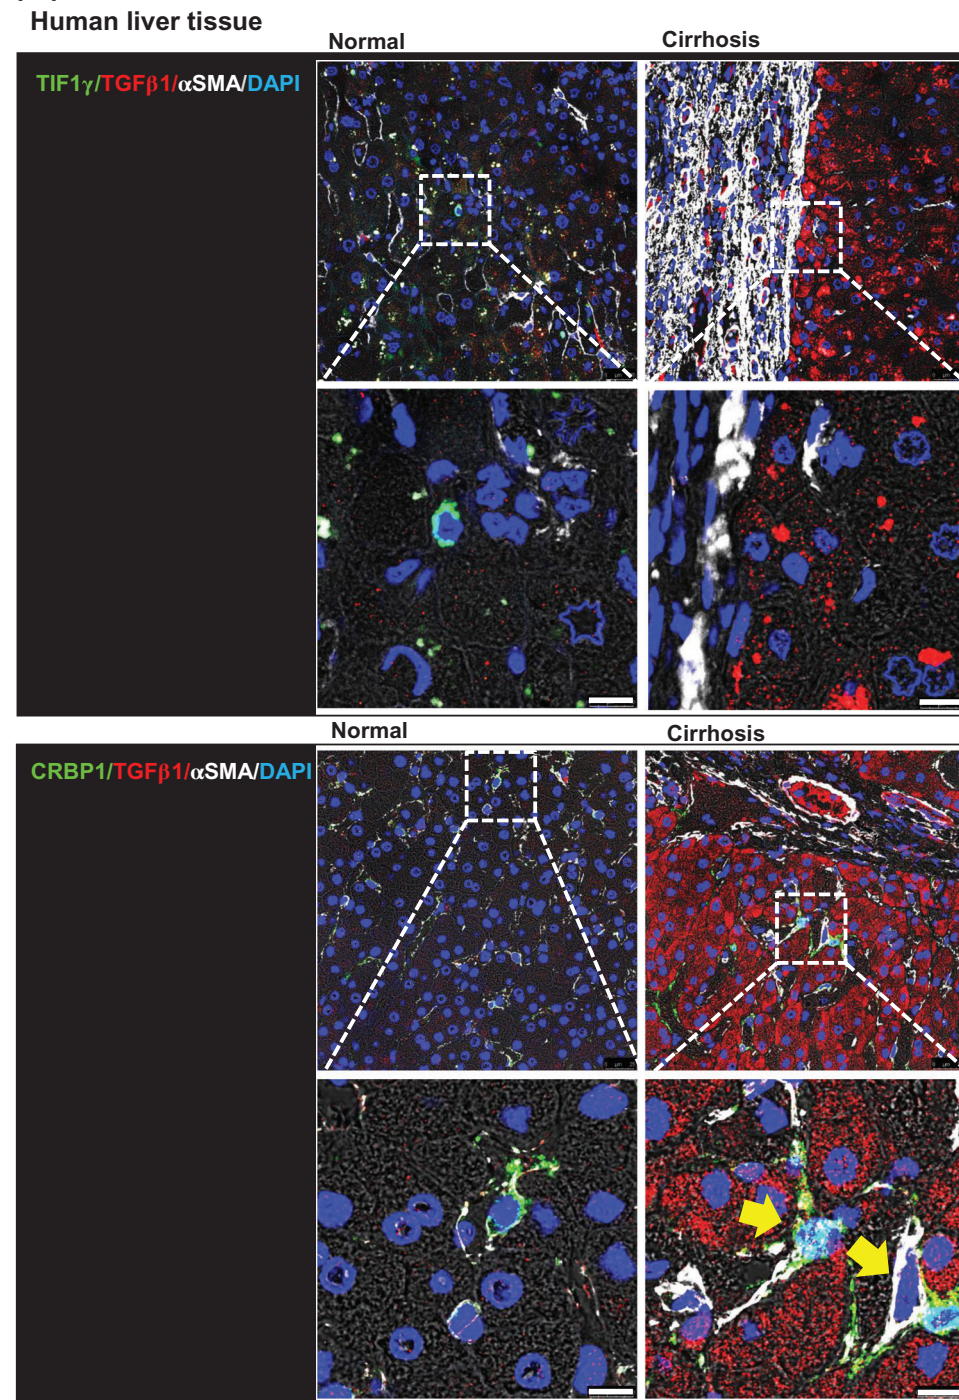 Human liver tissue
Normal Cirrhosis
TIF1γ/TGFβ1/αSMA/DAPI
Normal Cirrhosis
CRBP1/TGFβ1/αSMA/DAPI